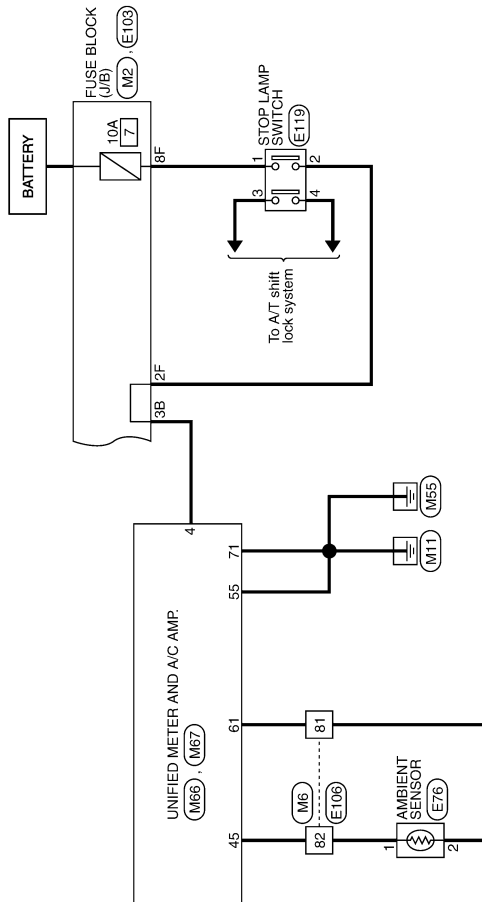 BATTERY
FUSE BLOCK
(J/B)
M2 , E103
10A
7
8F
STOP LAMP
SWITCH
E119
1
2
3
4
To A/T shift
lock system
2F
3B
4
UNIFIED METER AND A/C AMP.
M66 , M67
71
55
61
45
M55
M11
81
82
M6
E106
AMBIENT
SENSOR
E76
1
2